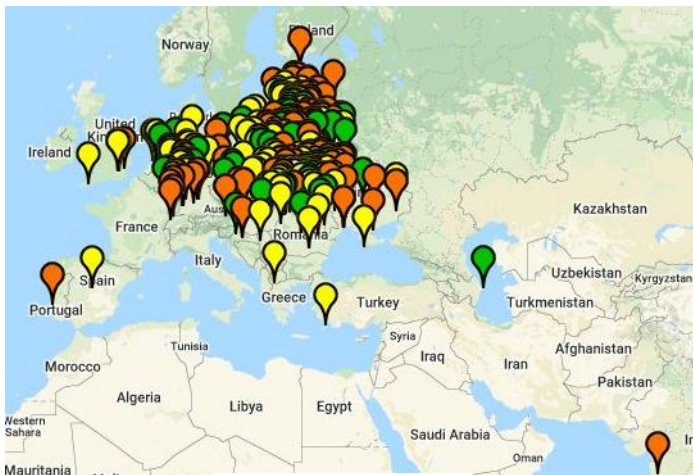 Finland
Norway
United
Ireland
France
Romania
Kazakhstan
Italy
Spain
Portugal
Greece
Turkey
Uzbekistan
Kyrgyzstan
Turkmenistan
Syria
Tunisia
Afghanistan
Morocco
Iraq
Iran
Pakistan
Algeria
Libya
Egypt
Western
Sahara
Saudi Arabia
Oman
Mauritania